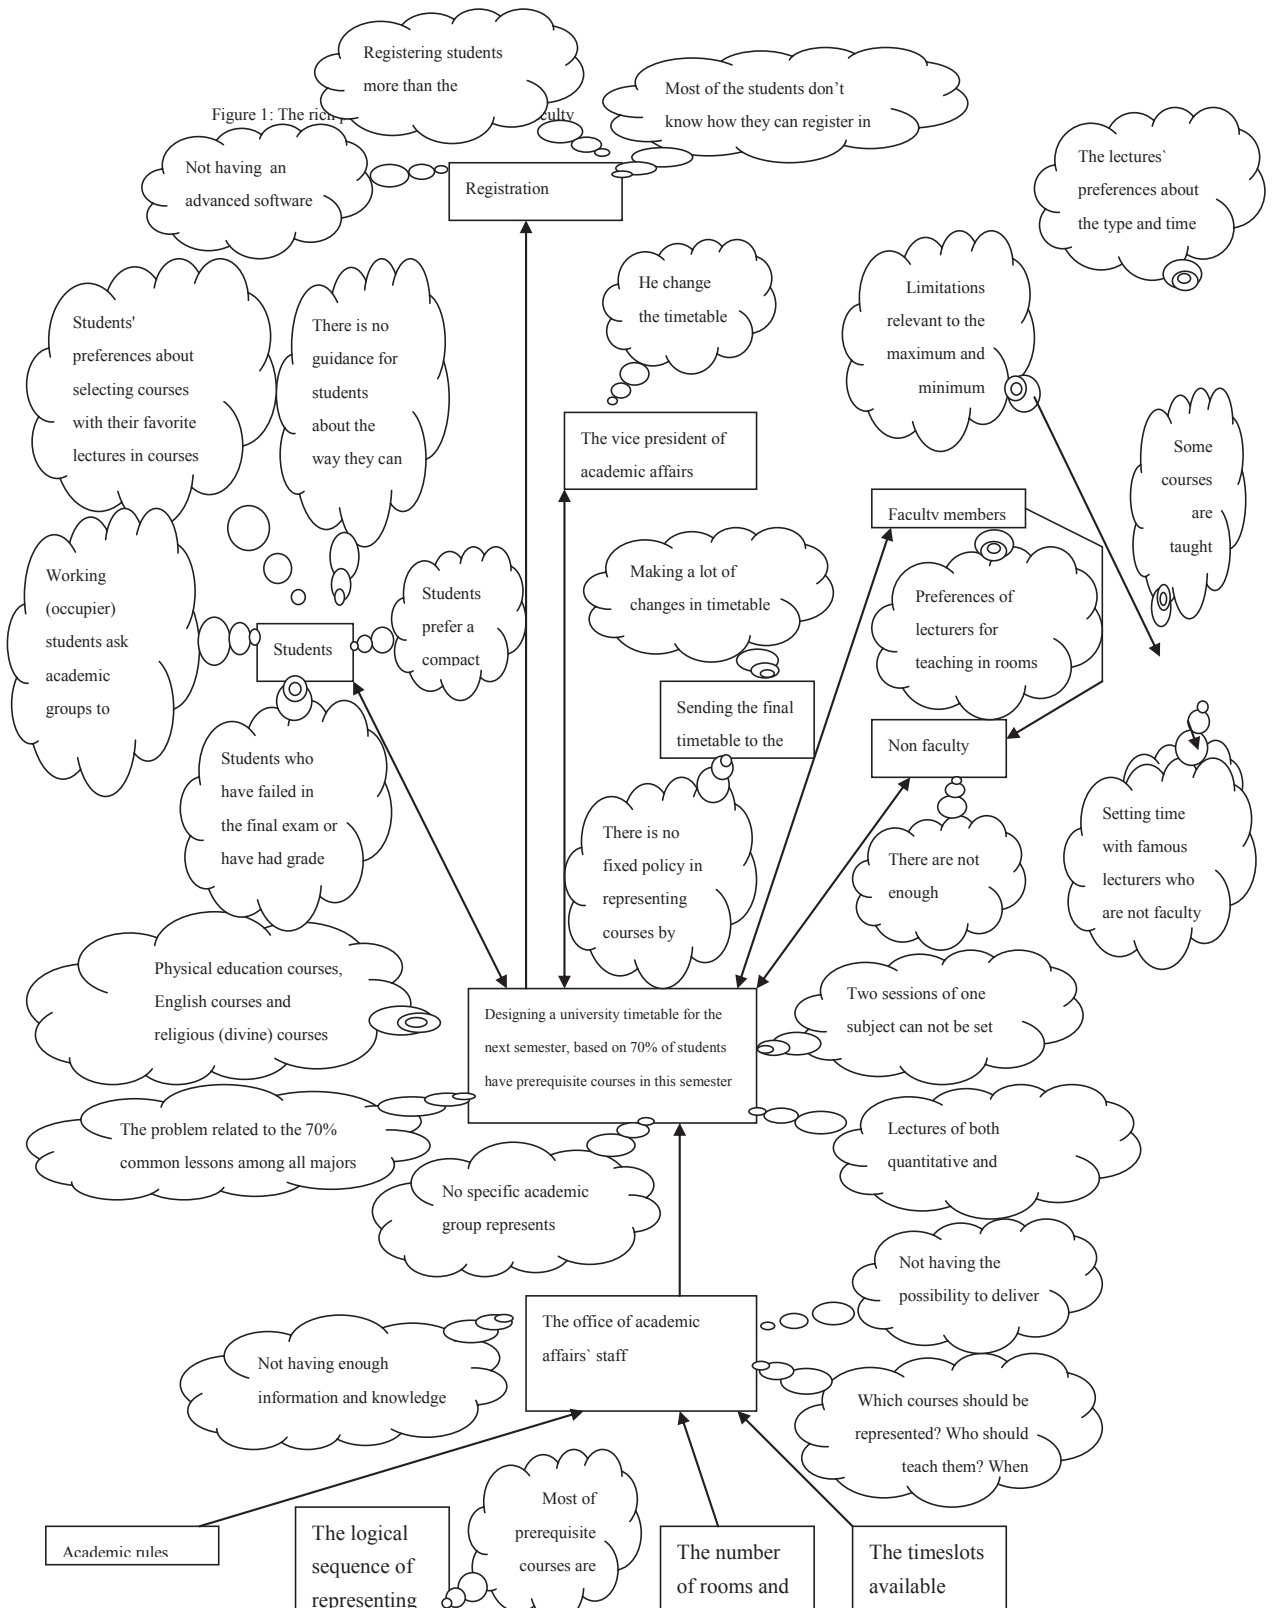 Registering students
more than the
Most of the students don't
know how they can register in
Figure 1: The rich
culty
Not having an
advanced software
Registration
The lectures`
preferences about
the type and time
He change
the timetable
Limitations
relevant to the
maximum and
minimum
Students'
preferences about
selecting courses
with their favorite
lectures in courses
There is no
guidance for
students
about the
way they can
The vice president of
academic affairs
Some
courses
are
taught
Faculty members
Working
(occupier)
students ask
academic
groups to
Students
Students
prefer a
compact
Making a lot of
changes in timetable
Preferences of
lecturers for
teaching in rooms
Sending the final
timetable to the
Non faculty
Students who
have failed in
the final exam or
have had grade
There is no
fixed policy in
representing
courses by
There are not
enough
Setting time
with famous
lecturers who
are not faculty
Physical education courses,
English courses and
religious (divine) courses
Designing a university timetable for the
next semester, based on 70% of students
have prerequisite courses in this semester
Two sessions of one
subject can not be set
The problem related to the 70%
common lessons among all majors
No specific academic
group represents
Lectures of both
quantitative and
Not having the
possibility to deliver
The office of academic
affairs` staff
Not having enough
information and knowledge
Which courses should be
represented? Who should
teach them? When
Most of
prerequisite
courses are
Academic rules
The logical
sequence of
representing
The number
of rooms and
The timeslots
available